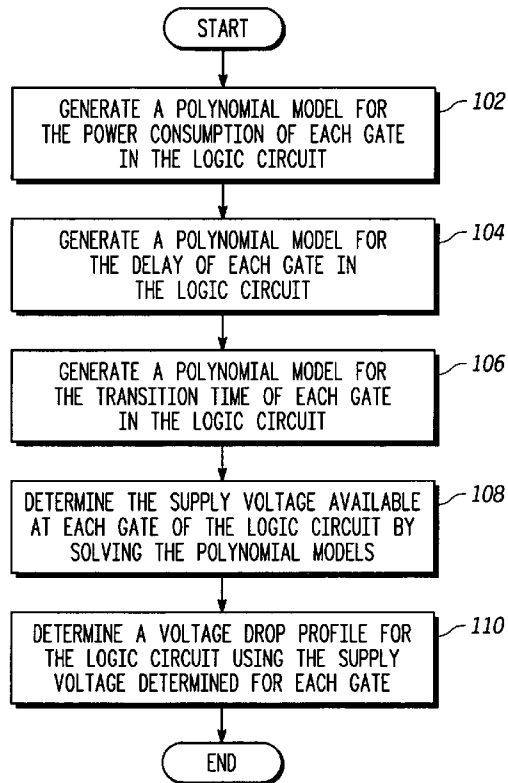 START
GENERATE A POLYNOMIAL MODEL FOR
THE POWER CONSUMPTION OF EACH GATE
IN THE LOGIC CIRCUIT
102
GENERATE A POLYNOMIAL MODEL FOR
THE DELAY OF EACH GATE IN
THE LOGIC CIRCUIT
104
GENERATE A POLYNOMIAL MODEL FOR
THE TRANSITION TIME OF EACH GATE
IN THE LOGIC CIRCUIT
106
DETERMINE THE SUPPLY VOLTAGE AVAILABLE
AT EACH GATE OF THE LOGIC CIRCUIT BY
SOLVING THE POLYNOMIAL MODELS
108
DETERMINE A VOLTAGE DROP PROFILE FOR
THE LOGIC CIRCUIT USING THE SUPPLY
VOLTAGE DETERMINED FOR EACH GATE
110
END